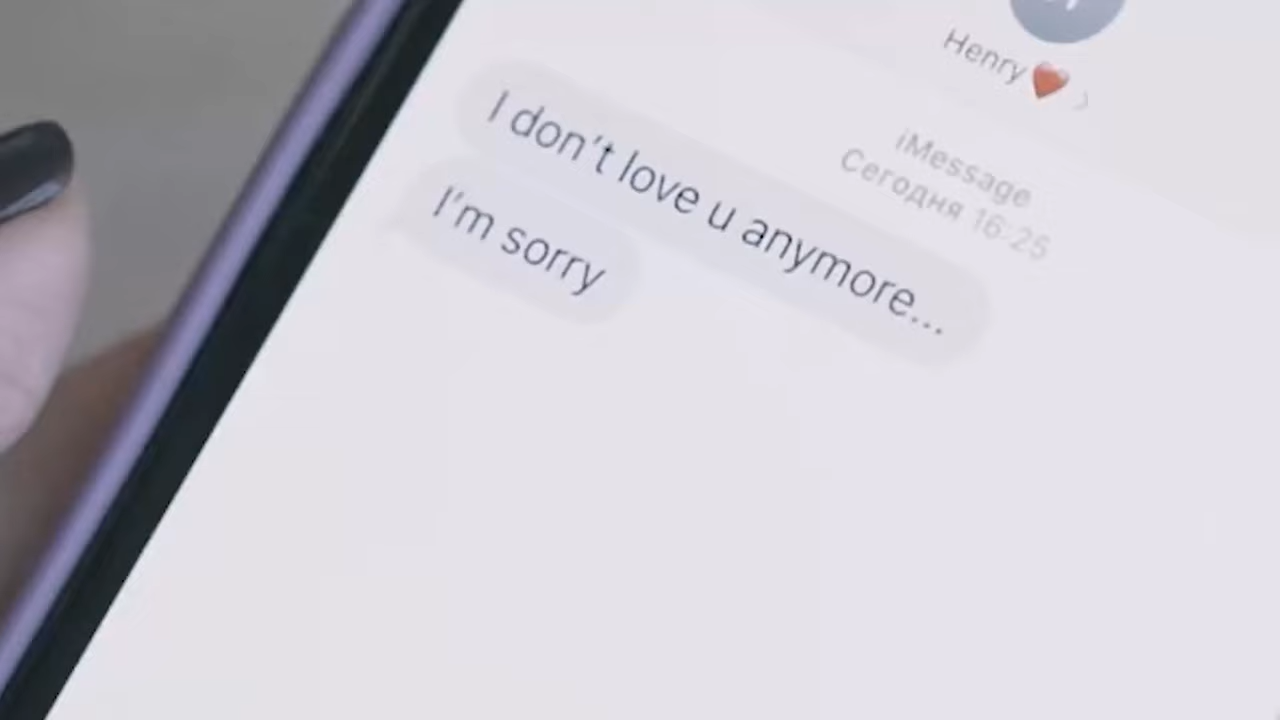 Henry ❤️
iMessage
Сегодня 16:25
I don’t love u anymore...
I’m sorry